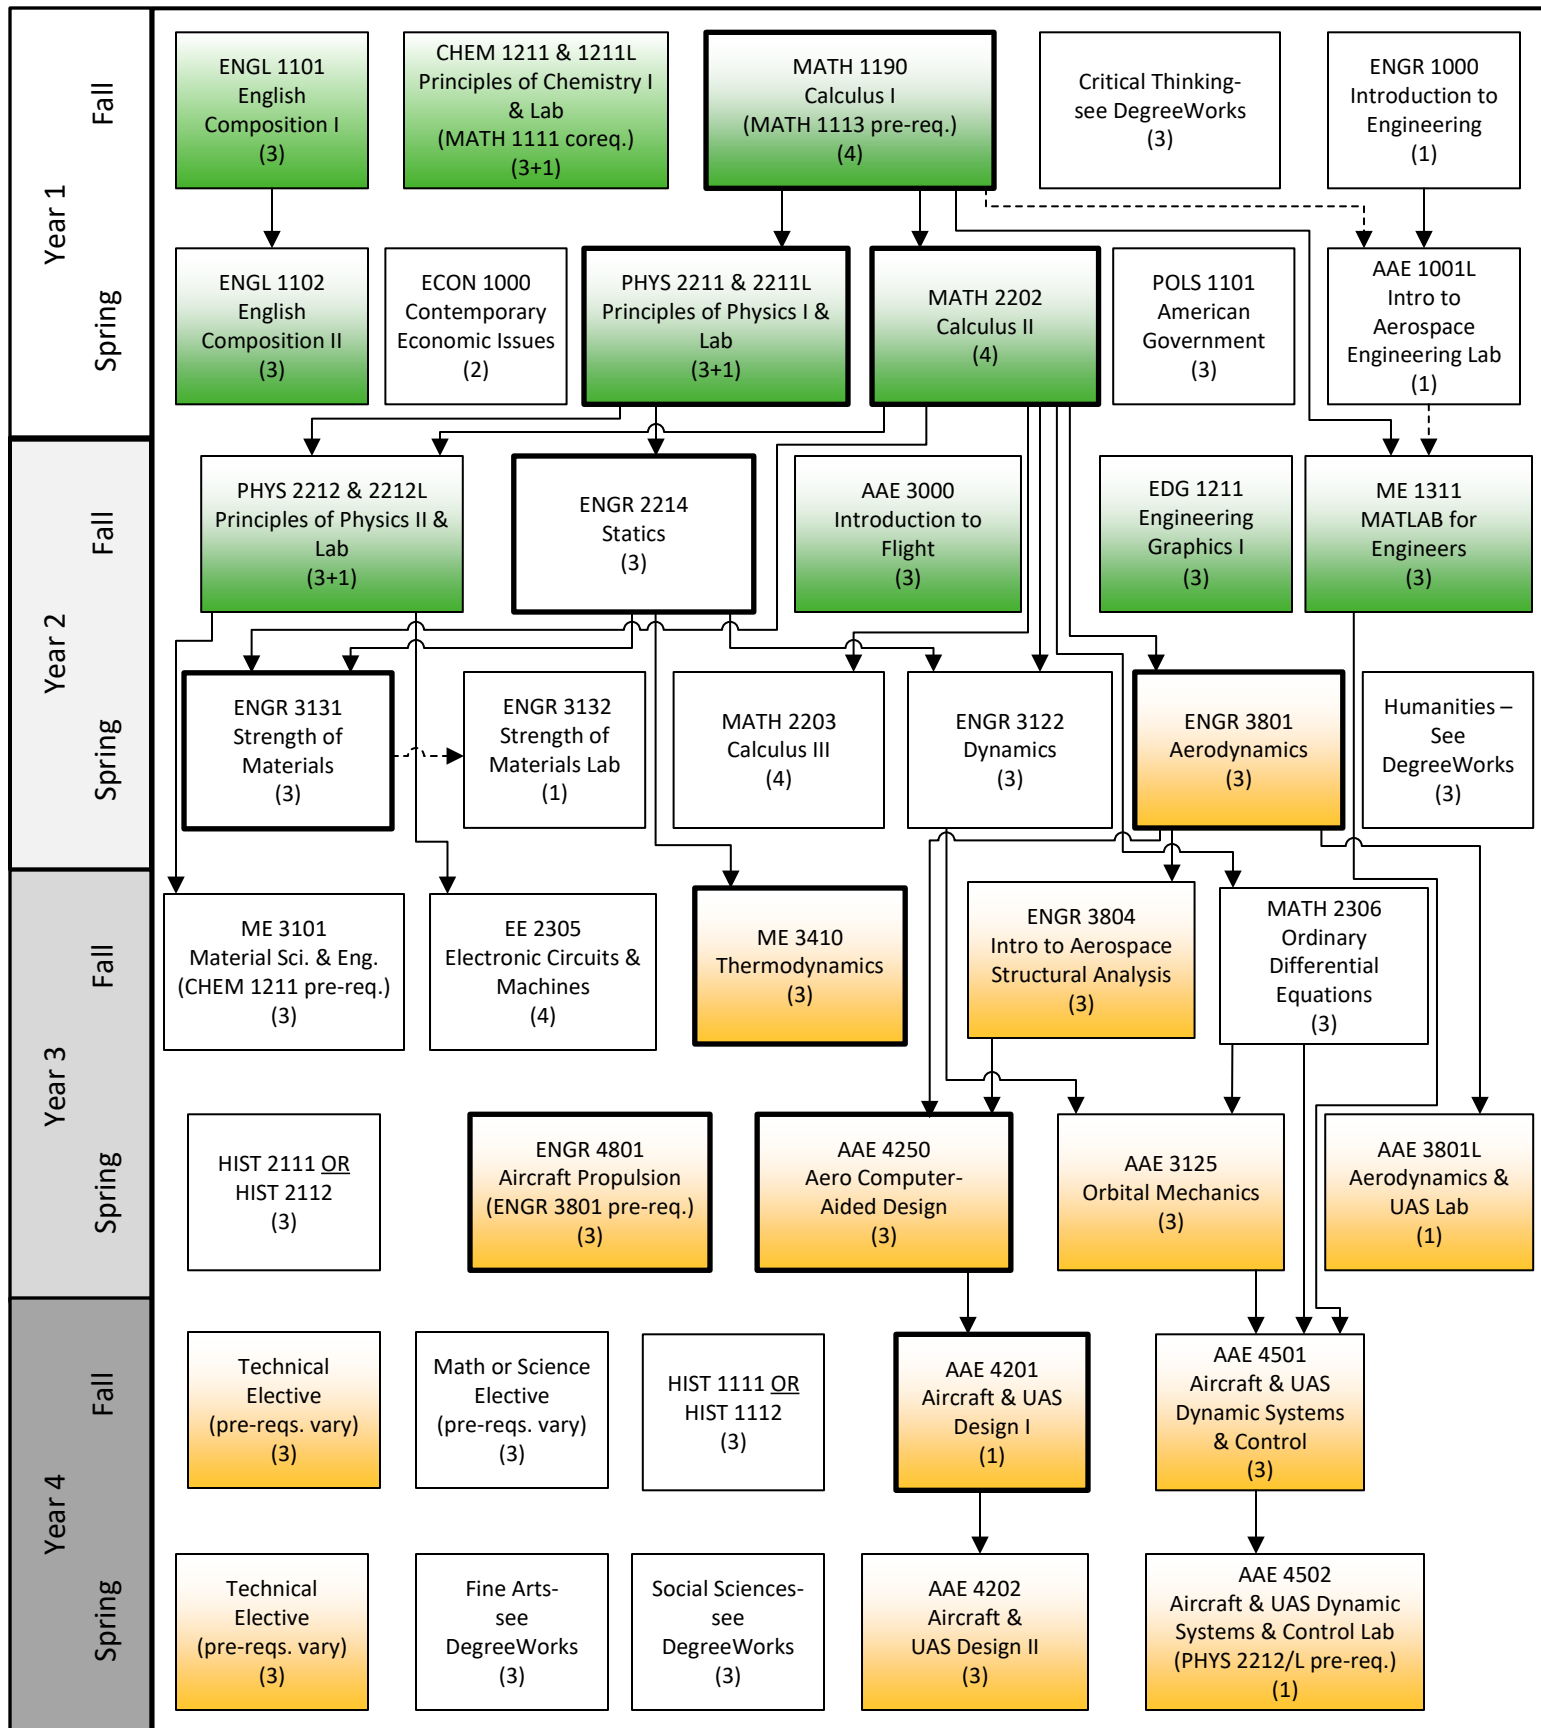 Year 1
Fall
ENGL 1101
English
Composition I
(3)
CHEM 1211 & 1211L
Principles of Chemistry I
& Lab
(MATH 1111 coreq.)
(3+1)
MATH 1190
Calculus I
(MATH 1113 pre-req.)
(4)
Critical Thinking-
see DegreeWorks
(3)
ENGR 1000
Introduction to
Engineering
(1)
Spring
ENGL 1102
English
Composition II
(3)
ECON 1000
Contemporary
Economic Issues
(2)
PHYS 2211 & 2211L
Principles of Physics I &
Lab
(3+1)
MATH 2202
Calculus II
(4)
POLS 1101
American
Government
(3)
AAE 1001L
Intro to
Aerospace
Engineering Lab
(1)
Year 2
Fall
PHYS 2212 & 2212L
Principles of Physics II &
Lab
(3+1)
ENGR 2214
Statics
(3)
AAE 3000
Introduction to
Flight
(3)
EDG 1211
Engineering
Graphics I
(3)
ME 1311
MATLAB for
Engineers
(3)
Spring
ENGR 3131
Strength of
Materials
(3)
ENGR 3132
Strength of
Materials Lab
(1)
MATH 2203
Calculus III
(4)
ENGR 3122
Dynamics
(3)
ENGR 3801
Aerodynamics
(3)
Humanities –
See
DegreeWorks
(3)
Year 3
Fall
ME 3101
Material Sci. & Eng.
(CHEM 1211 pre-req.)
(3)
EE 2305
Electronic Circuits &
Machines
(4)
ME 3410
Thermodynamics
(3)
ENGR 3804
Intro to Aerospace
Structural Analysis
(3)
MATH 2306
Ordinary
Differential
Equations
(3)
Spring
HIST 2111 OR
HIST 2112
(3)
ENGR 4801
Aircraft Propulsion
(ENGR 3801 pre-req.)
(3)
AAE 4250
Aero Computer-
Aided Design
(3)
AAE 3125
Orbital Mechanics
(3)
AAE 3801L
Aerodynamics &
UAS Lab
(1)
Year 4
Fall
Technical
Elective
(pre-reqs. vary)
(3)
Math or Science
Elective
(pre-reqs. vary)
(3)
HIST 1111 OR
HIST 1112
(3)
AAE 4201
Aircraft & UAS
Design I
(1)
AAE 4501
Aircraft & UAS
Dynamic Systems
& Control
(3)
Spring
Technical
Elective
(pre-reqs. vary)
(3)
Fine Arts-
see
DegreeWorks
(3)
Social Sciences-
see
DegreeWorks
(3)
AAE 4202
Aircraft &
UAS Design II
(3)
AAE 4502
Aircraft & UAS Dynamic
Systems & Control Lab
(PHYS 2212/L pre-req.)
(1)